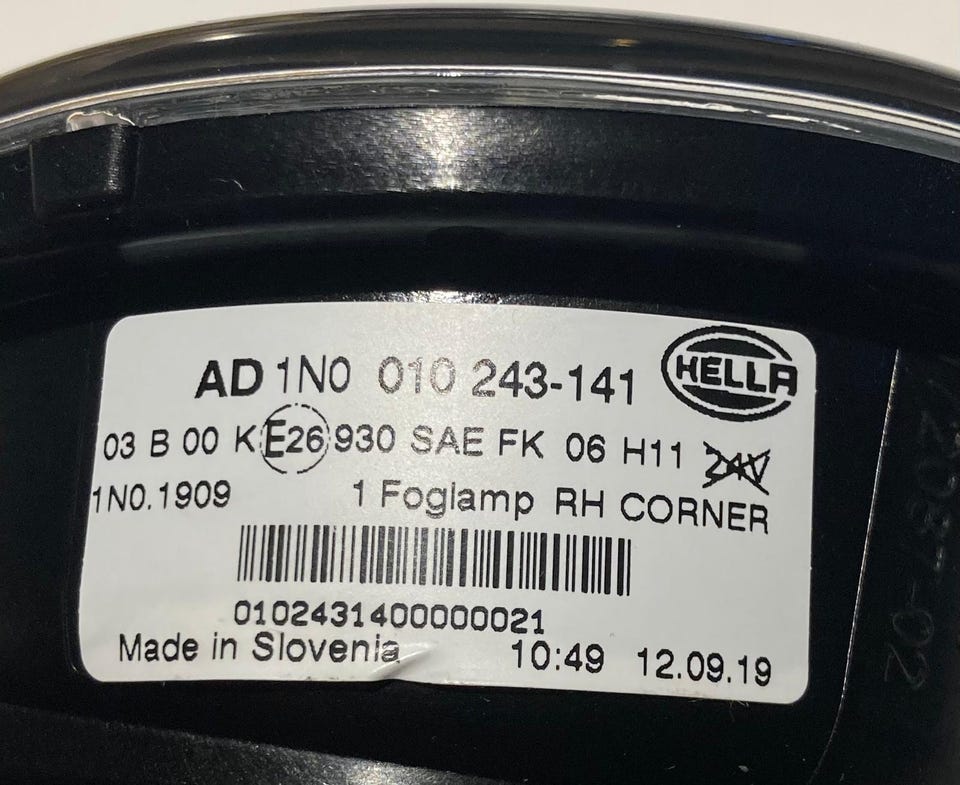 AD 1N0 010 243-141 HELLA
03 B 00 K E26 930 SAE FK 06 H11 24V
1N0.1909 1 Foglamp RH CORNER
0102431400000021
Made in Slovenia 10:49 12.09.19